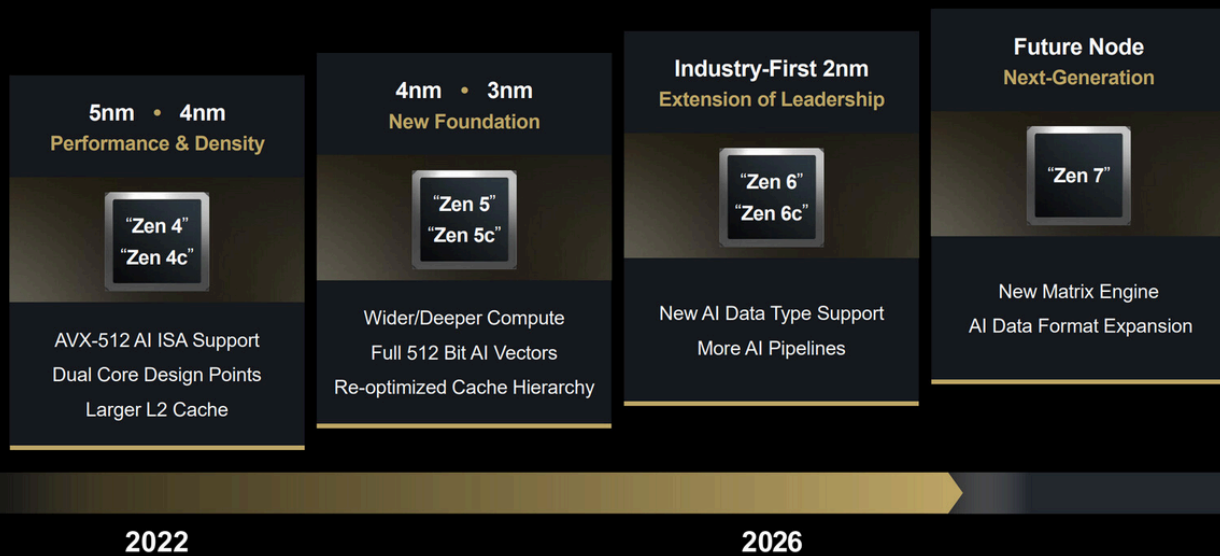 5nm • 4nm
Performance & Density
“Zen 4”
“Zen 4c”
AVX-512 AI ISA Support
Dual Core Design Points
Larger L2 Cache
4nm • 3nm
New Foundation
“Zen 5”
“Zen 5c”
Wider/Deeper Compute
Full 512 Bit AI Vectors
Re-optimized Cache Hierarchy
Industry-First 2nm
Extension of Leadership
“Zen 6”
“Zen 6c”
New AI Data Type Support
More AI Pipelines
Future Node
Next-Generation
“Zen 7”
New Matrix Engine
AI Data Format Expansion
2022
2026